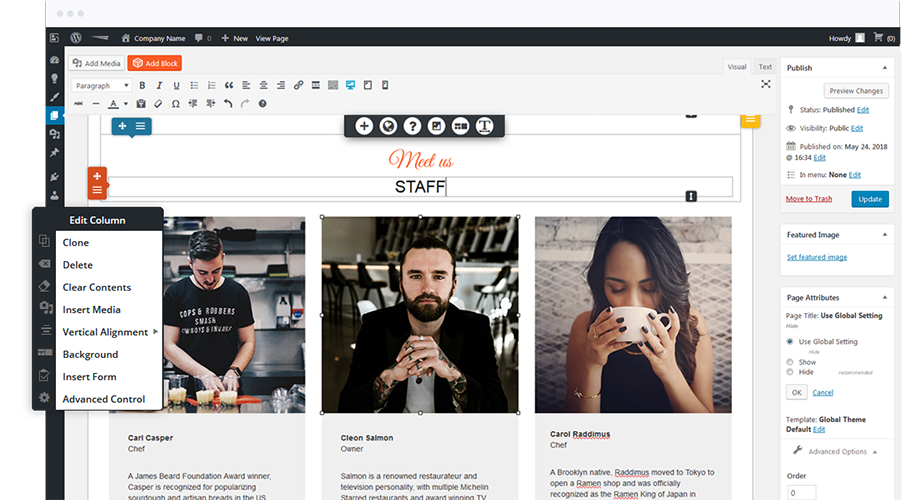 Company Name
0
New
View Page
Howdy
(0)
Add Media
Add Block
Visual
Text
Paragraph
B
I
U
ABC
A
Ω
Meet us
STAFF
Edit Column
Clone
Delete
Clear Contents
Insert Media
Vertical Alignment
Background
Insert Form
Advanced Control
COPS & ROBBERS
SMASH
COWBOYS & INVADERS
Carl Casper
Chef
A James Beard Foundation Award winner,
Casper is recognized for popularizing
sourdough and artisan breads in the US
Cleon Salmon
Owner
Salmon is a renowned restaurateur and
television personality, with multiple Michelin
Starred restaurants and award winning TV
Carol Raddimus
Chef
A Brooklyn native, Raddimus moved to Tokyo to
open a Ramen shop and was officially
recognized as the Ramen King of Japan in
Publish
Preview Changes
Status: Published Edit
Visibility: Public Edit
Published on: May 24, 2018
@ 16:34 Edit
In menu: None Edit
Move to Trash
Update
Featured Image
Set featured image
Page Attributes
Page Title: Use Global Setting
Hide
Use Global Setting
Hide
Show
Hide recommended
OK Cancel
Template: Global Theme
Default Edit
Advanced Options
Order
0